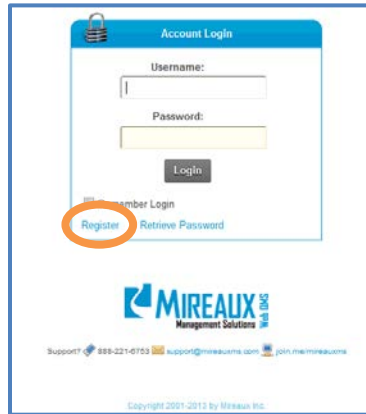 Account Login
Username:
Password:
Login
Remember Login
Register Retrieve Password
MIREAUX Web QMS
Management Solutions
Support? 888-221-6753 support@mireauxms.com join.me/mireauxms
Copyright 2001-2012 by Mireaux Inc.